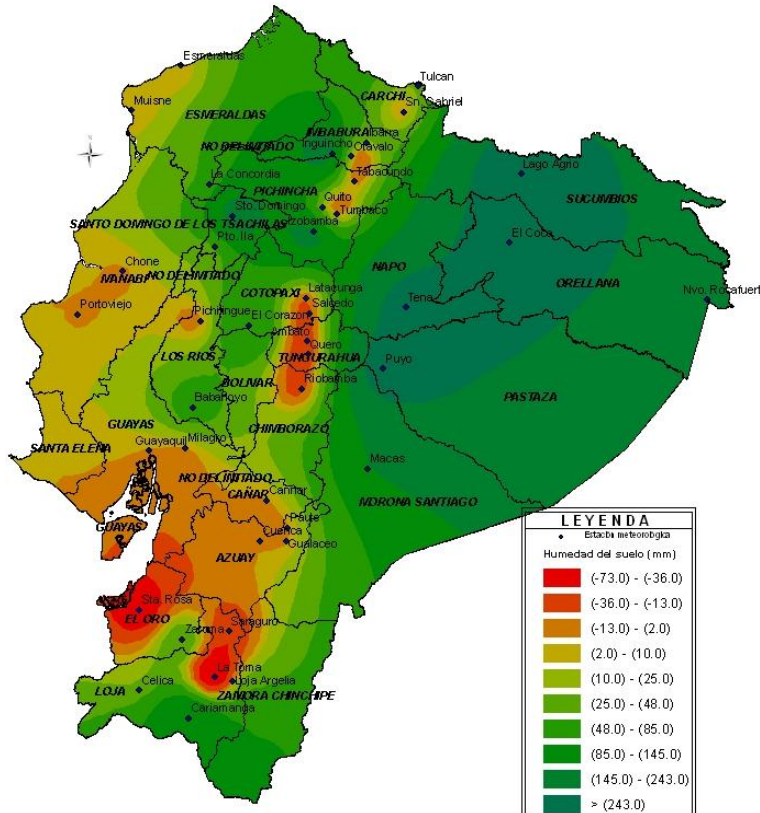 Esmeraldas
Tulcan
CARCHI
Sn. Gabriel
Muisne
ESMERALDAS
IMBABURA
Ibarra
NO DELIMITADO
Inguincho
Otavalo
Lago Agrio
La Concordia
Tabacundo
PICHINCHA
SUCUMBIOS
Quito
Sto. Domingo
Tumbaco
SANTO DOMINGO DE LOS TSACHILAS
Izobamba
El Coca
Pto. Ila
Chone
NAPO
MANABI
NO DELIMITADO
ORELLANA
COTOPAXI
Latacunga
Nvo. Rocafuert
Portoviejo
Salcedo
Tena
Pichilingue
El Corazon
Ambato
Quero
LOS RIOS
TUNGURAHUA
Puyo
BOLIVAR
Riobamba
PASTAZA
Babahoyo
GUAYAS
CHIMBORAZO
SANTA ELENA
Guayaquil
Milagro
Macas
NO DELIMITADO
CAÑAR
Cañar
MORONA SANTIAGO
GUAYAS
Paute
Cuenca
Gualaceo
AZUAY
Sta. Rosa
EL ORO
Zaruma
Saraguro
La Toma
LOJA
Celica
Loja Argelia
ZAMORA CHINCHIPE
Cariamanga
LEYENDA
Estación meteorológica
Humedad del suelo (mm)
(-73.0) - (-36.0)
(-36.0) - (-13.0)
(-13.0) - (2.0)
(2.0) - (10.0)
(10.0) - (25.0)
(25.0) - (48.0)
(48.0) - (85.0)
(85.0) - (145.0)
(145.0) - (243.0)
> (243.0)